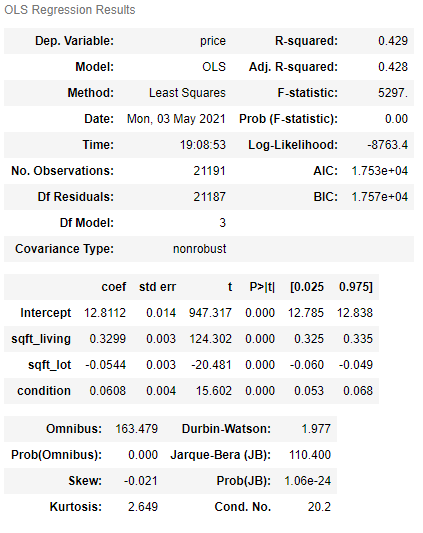 OLS Regression Results
Dep. Variable: price R-squared: 0.429
Model: OLS Adj. R-squared: 0.428
Method: Least Squares F-statistic: 5297.
Date: Mon, 03 May 2021 Prob (F-statistic): 0.00
Time: 19:08:53 Log-Likelihood: -8763.4
No. Observations: 21191 AIC: 1.753e+04
Df Residuals: 21187 BIC: 1.757e+04
Df Model: 3
Covariance Type: nonrobust
coef std err t P>|t| [0.025 0.975]
Intercept 12.8112 0.014 947.317 0.000 12.785 12.838
sqft_living 0.3299 0.003 124.302 0.000 0.325 0.335
sqft_lot -0.0544 0.003 -20.481 0.000 -0.060 -0.049
condition 0.0608 0.004 15.602 0.000 0.053 0.068
Omnibus: 163.479 Durbin-Watson: 1.977
Prob(Omnibus): 0.000 Jarque-Bera (JB): 110.400
Skew: -0.021 Prob(JB): 1.06e-24
Kurtosis: 2.649 Cond. No. 20.2